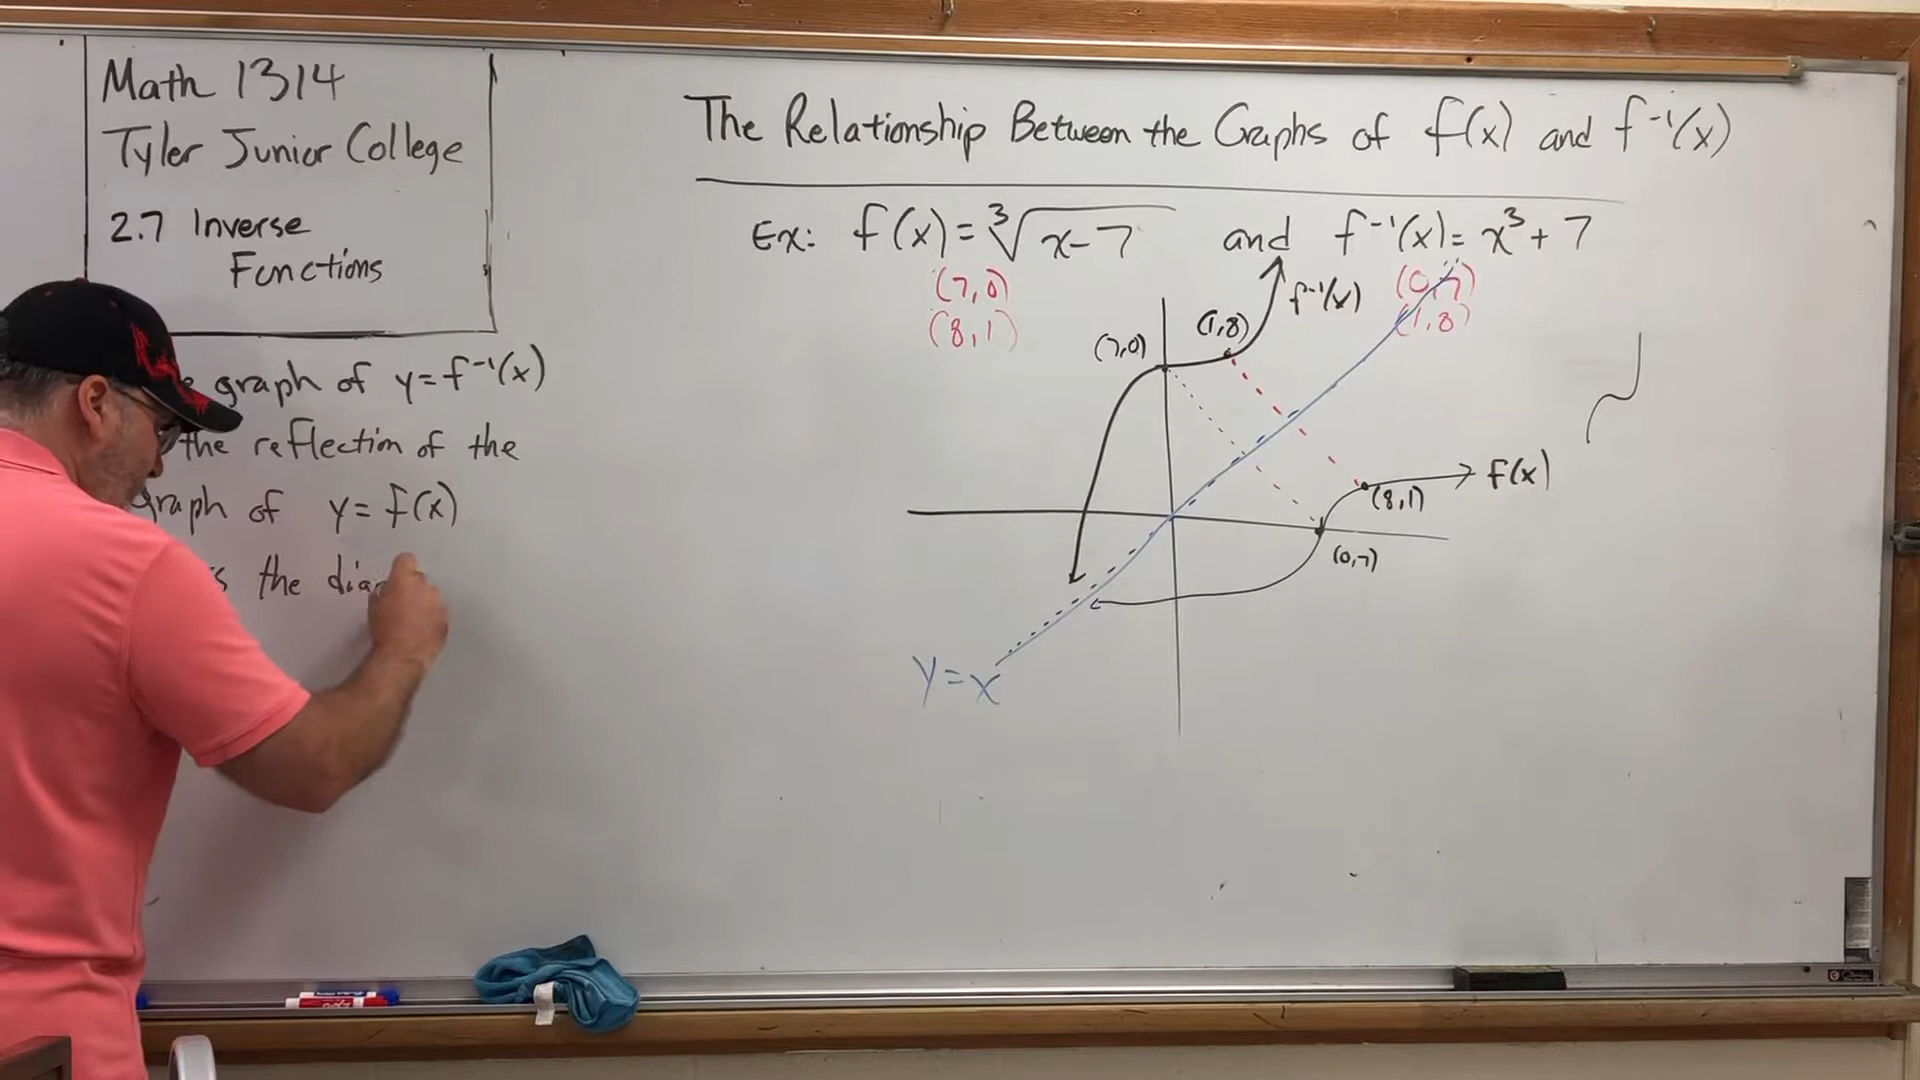 Math 1314
Tyler Junior College
2.7 Inverse
Functions
The Relationship Between the Graphs of f(x) and f⁻¹(x)
Ex: f(x) = ∛(x-7) and f⁻¹(x) = x³ + 7
(7,0)
(8,1)
(0,7)
(1,8)
f⁻¹(x)
(1,8)
(7,0)
f(x)
(8,1)
(0,7)
y=x
graph of y=f⁻¹(x)
the reflection of the
graph of y= f(x)
the